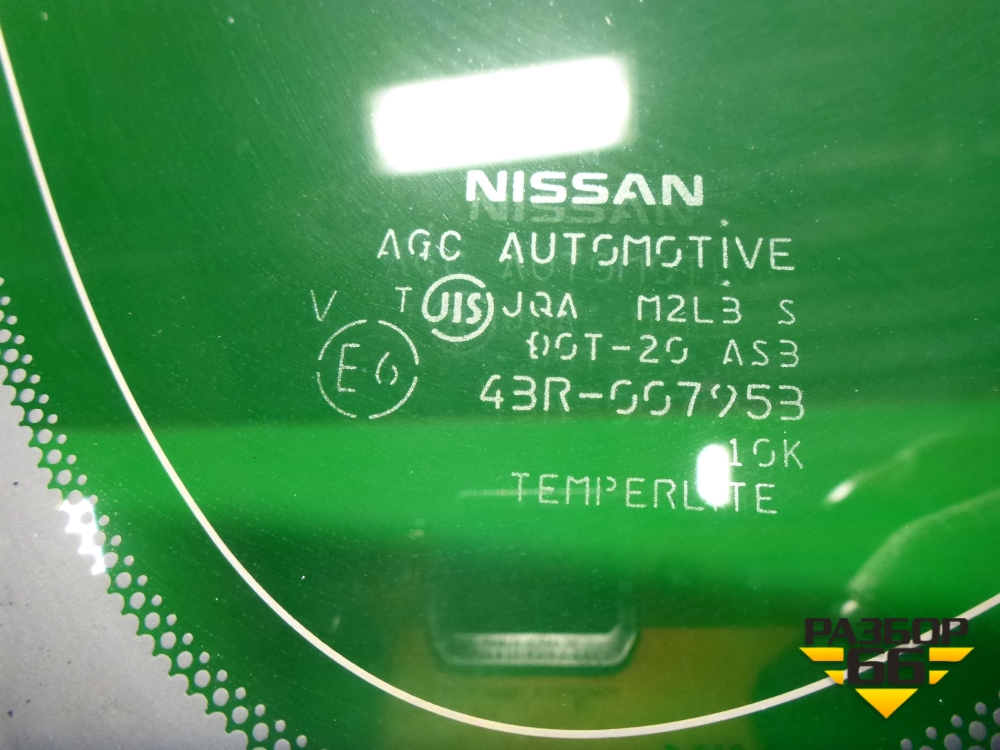 NISSAN
AGC AUTOMOTIVE
V T JIS JQA M2L3 S
DOT-20 AS3
E6 43R-007953
10K
TEMPERLITE
РАЗБОР
66